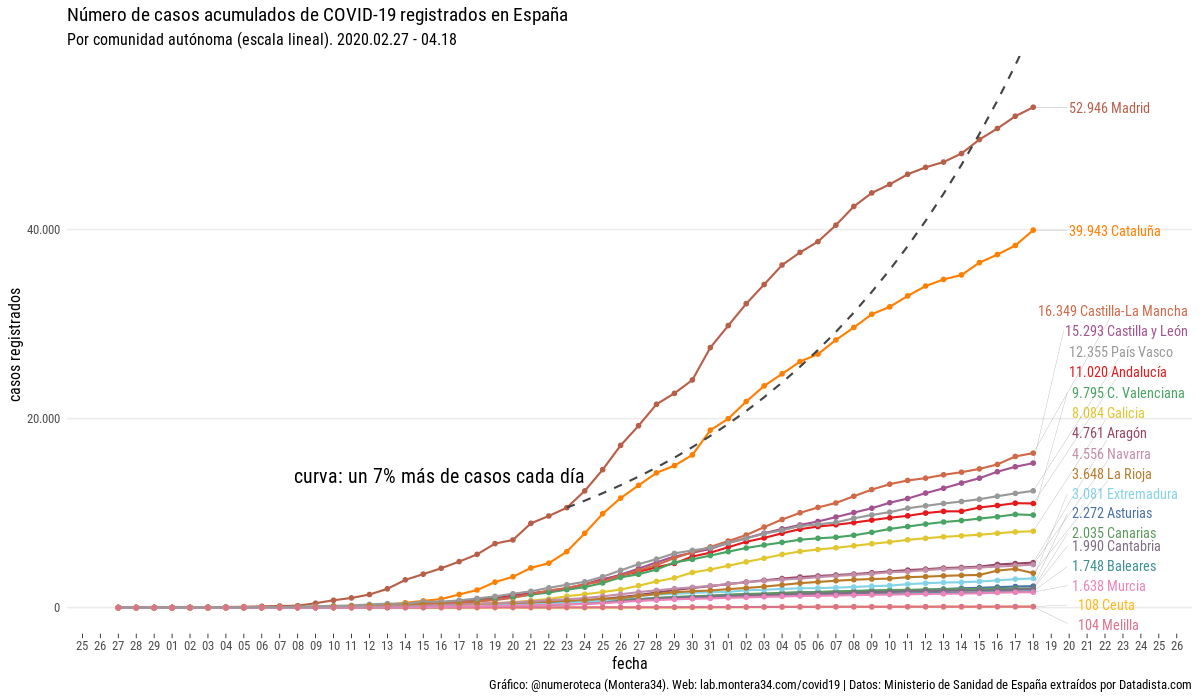 Número de casos acumulados de COVID-19 registrados en España
Por comunidad autónoma (escala lineal). 2020.02.27 - 04.18
52.946 Madrid
40.000
39.943 Cataluña
16.349 Castilla-La Mancha
15.293 Castilla y León
12.355 País Vasco
11.020 Andalucía
9.795 C. Valenciana
8.084 Galicia
4.761 Aragón
4.556 Navarra
3.648 La Rioja
3.081 Extremadura
2.272 Asturias
2.035 Canarias
1.990 Cantabria
1.748 Baleares
1.638 Murcia
108 Ceuta
104 Melilla
casos registrados
20.000
curva: un 7% más de casos cada día
0
25 26 27 28 29 01 02 03 04 05 06 07 08 09 10 11 12 13 14 15 16 17 18 19 20 21 22 23 24 25 26 27 28 29 30 31 01 02 03 04 05 06 07 08 09 10 11 12 13 14 15 16 17 18 19 20 21 22 23 24 25 26
fecha
Gráfico: @numeroteca (Montera34). Web: lab.montera34.com/covid19 | Datos: Ministerio de Sanidad de España extraídos por Datadista.com